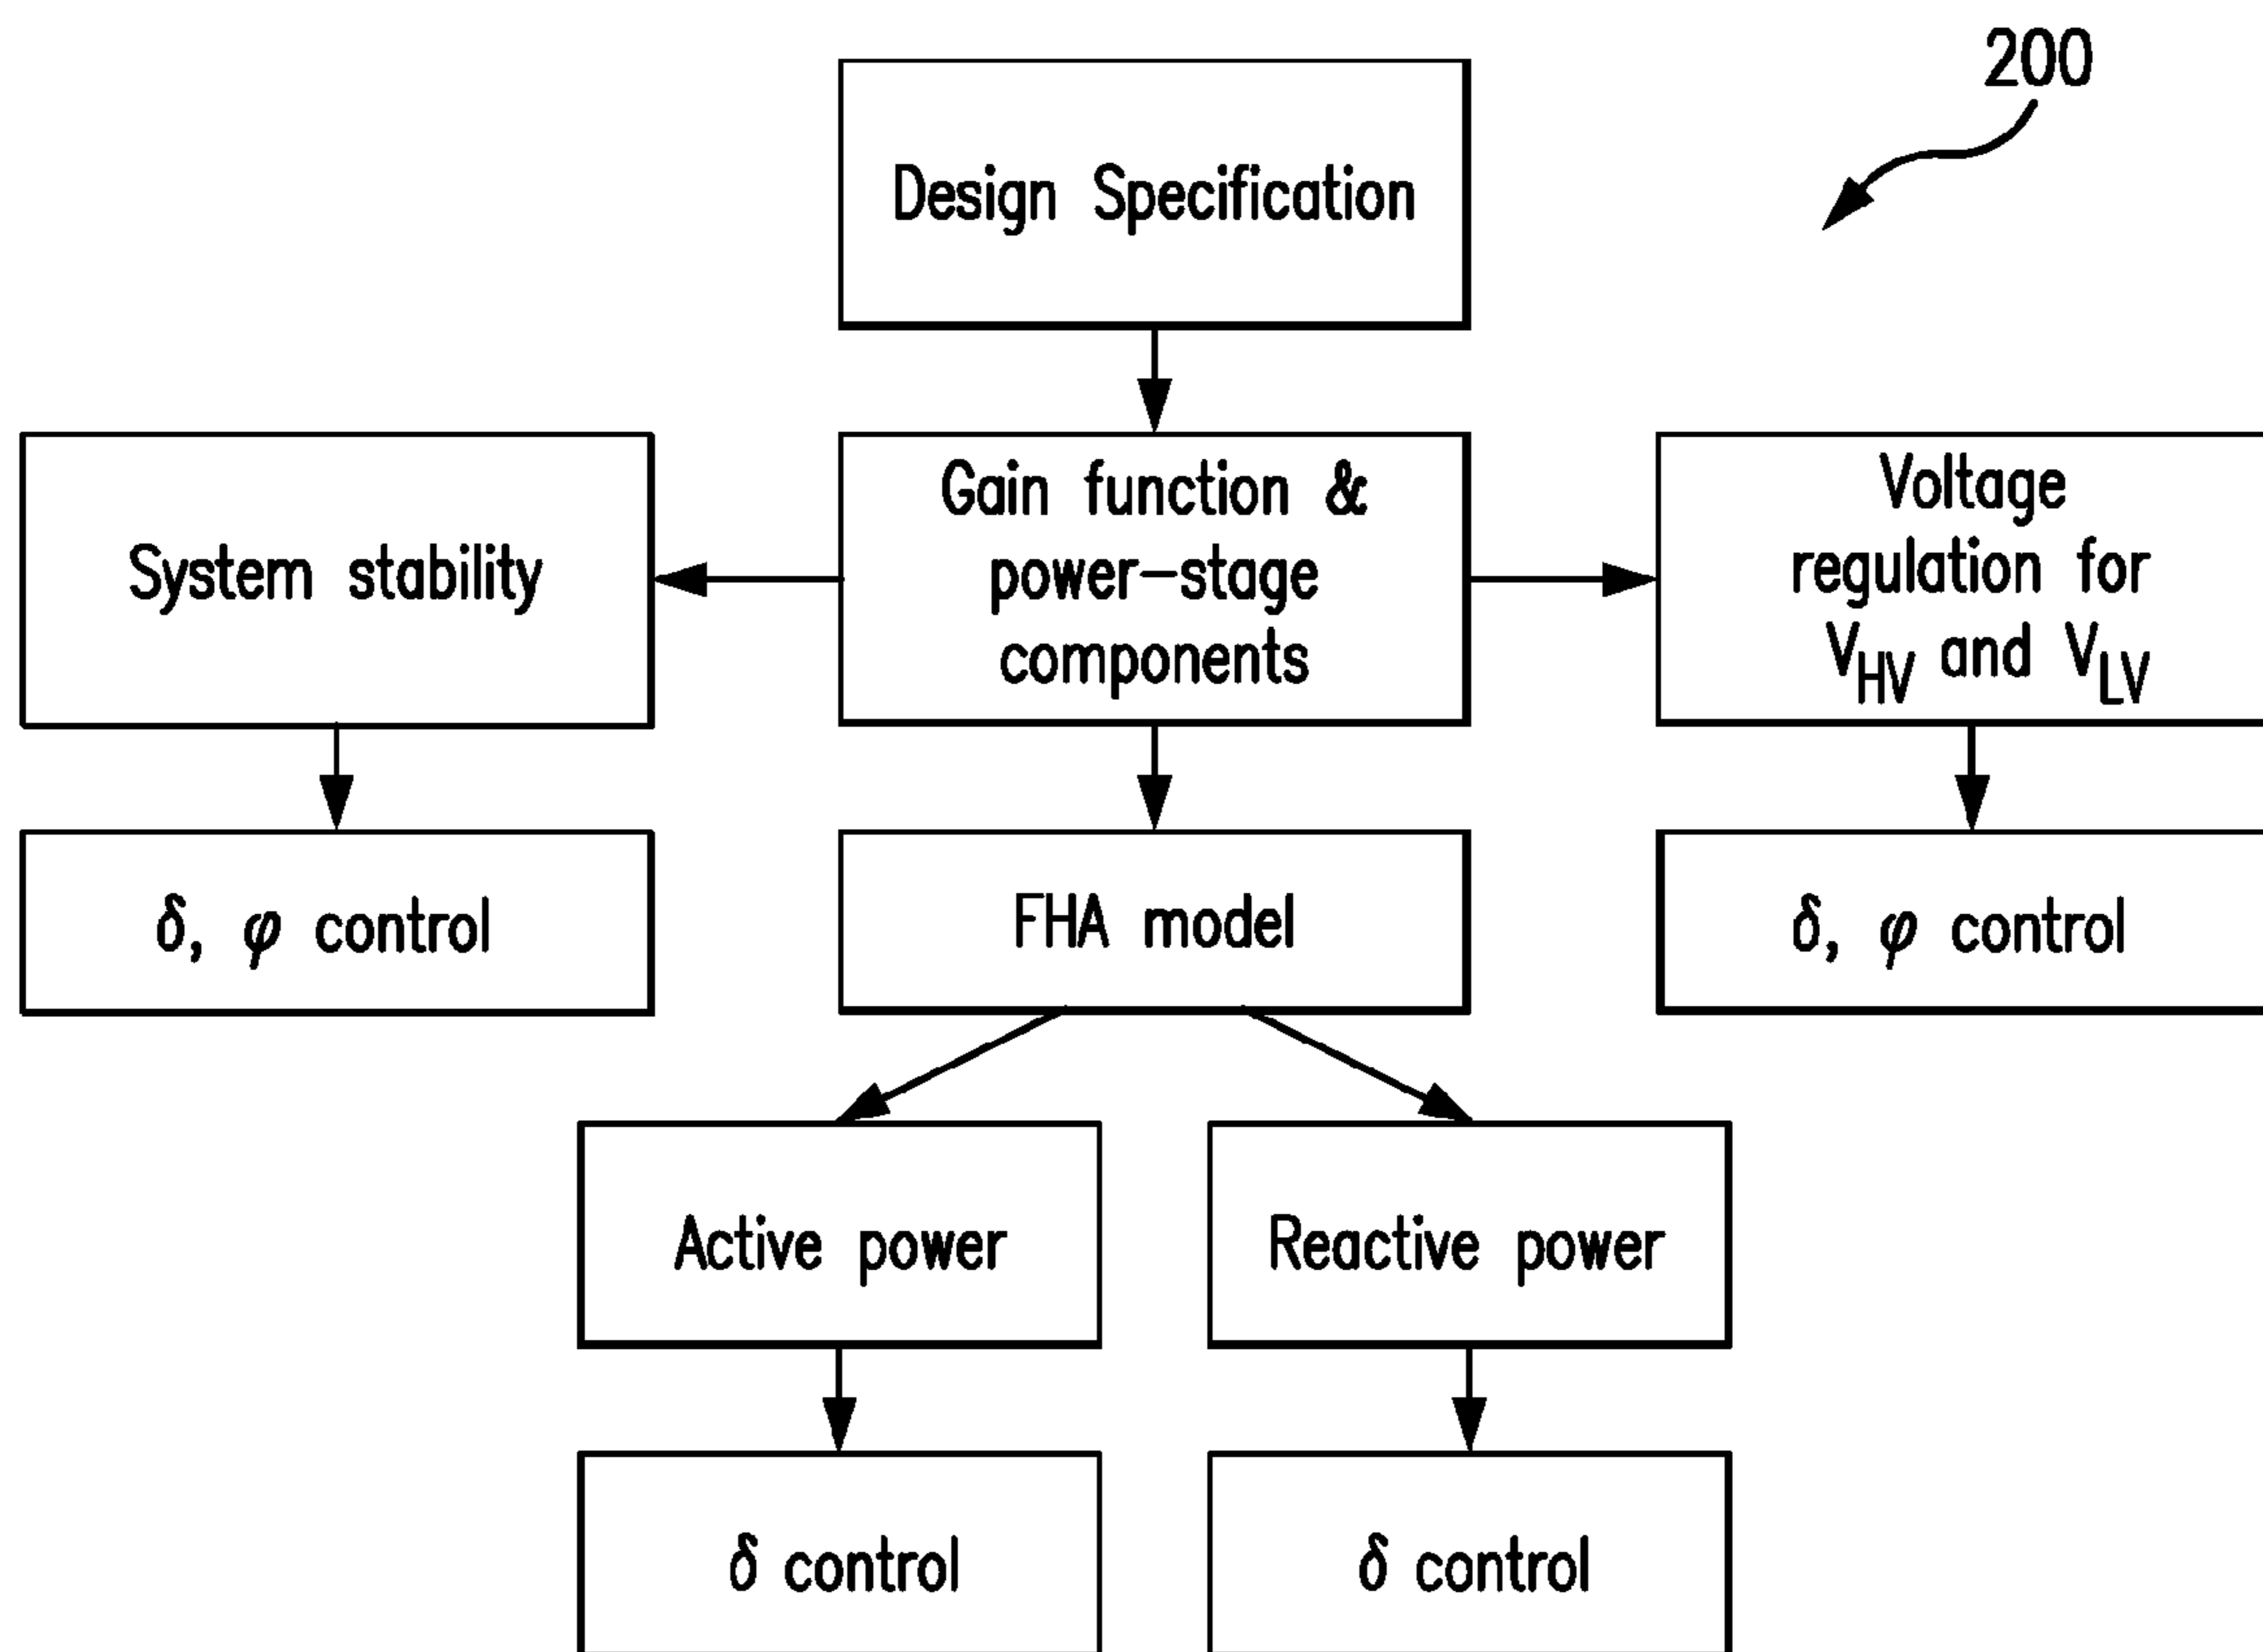 200
Design Specification
System stability
Gain function &
power-stage
components
Voltage
regulation for
V_HV and V_LV
δ, φ control
FHA model
δ, φ control
Active power
Reactive power
δ control
δ control